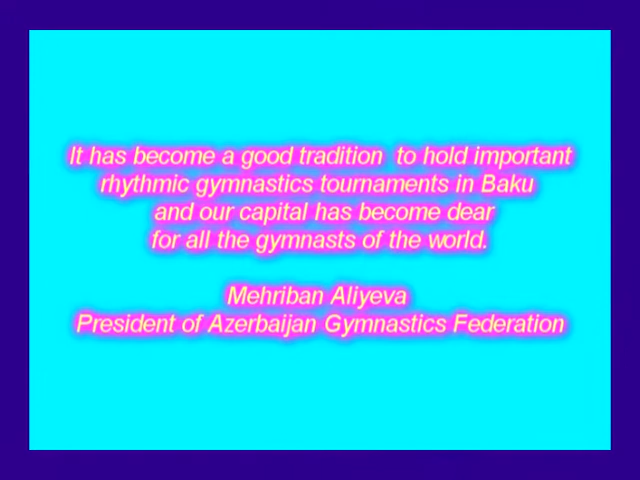 It has become a good tradition to hold important
rhythmic gymnastics tournaments in Baku
and our capital has become dear
for all the gymnasts of the world.
Mehriban Aliyeva
President of Azerbaijan Gymnastics Federation